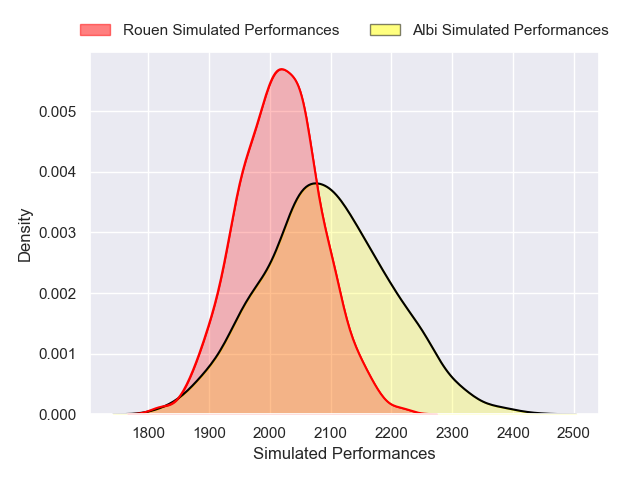 Rouen Simulated Performances
Albi Simulated Performances
Density
0.005
0.004
0.003
0.002
0.001
0.000
1800 1900 2000 2100 2200 2300 2400 2500
Simulated Performances